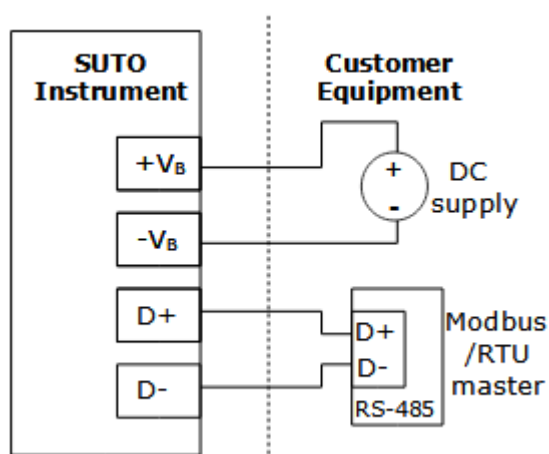 SUTO
Instrument
Customer
Equipment
+VB
-VB
D+
D-
+
-
DC
supply
D+
D-
RS-485
Modbus
/RTU
master